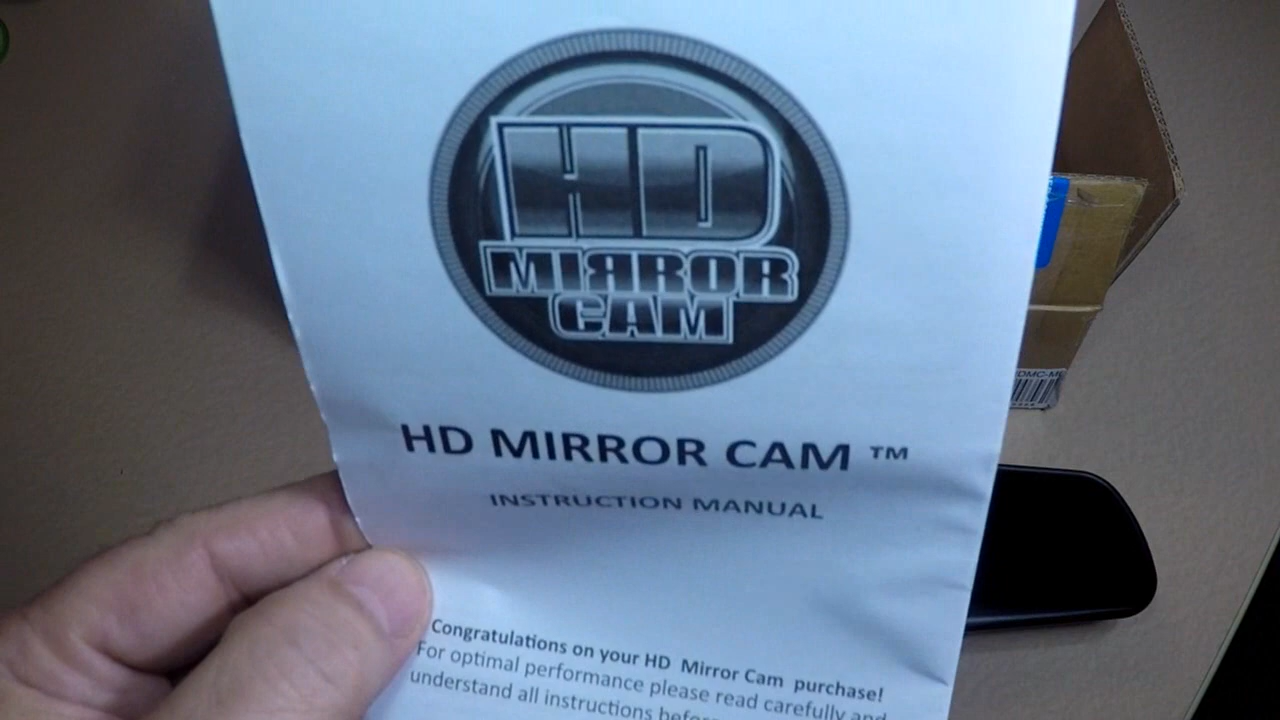 HD
MIRROR
CAM
HD MIRROR CAM ™
INSTRUCTION MANUAL
Congratulations on your HD Mirror Cam purchase!
For optimal performance please read carefully and
understand all instructions before